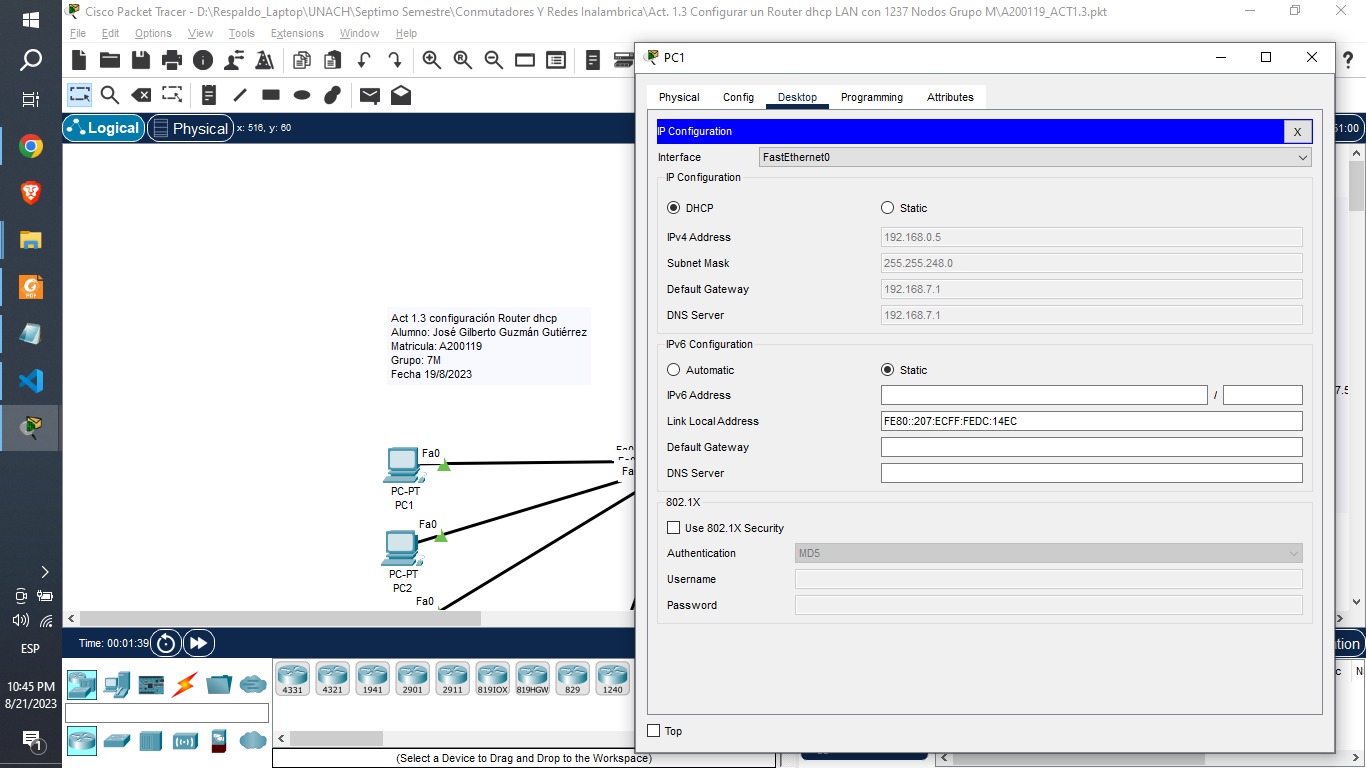 Cisco Packet Tracer - D:\Respaldo_Laptop\UNACH\Septimo Semestre\Conmutadores Y Redes Inalambrica\Act. 1.3 Configurar un Router dhcp LAN con 1237 Nodos Grupo M\A200119_ACT1.3.pkt
File Edit Options View Tools Extensions Window Help
Logical Physical x: 516, y: 60
PC1
Physical Config Desktop Programming Attributes
IP Configuration X
Interface FastEthernet0
IP Configuration
DHCP Static
IPv4 Address 192.168.0.5
Subnet Mask 255.255.248.0
Default Gateway 192.168.7.1
DNS Server 192.168.7.1
IPv6 Configuration
Automatic Static
IPv6 Address /
Link Local Address FE80::207:ECFF:FEDC:14EC
Default Gateway
DNS Server
802.1X
Use 802.1X Security
Authentication MD5
Username
Password
Top
Act 1.3 configuración Router dhcp
Alumno: José Gilberto Guzmán Gutiérrez
Matricula: A200119
Grupo: 7M
Fecha 19/8/2023
Fa0
PC-PT
PC1
Fa0
PC-PT
PC2
Fa0
Fa
Time: 00:01:39
4331 4321 1941 2901 2911 819IOX 819HGW 829 1240
(Select a Device to Drag and Drop to the Workspace)
ESP
10:45 PM
8/21/2023
1